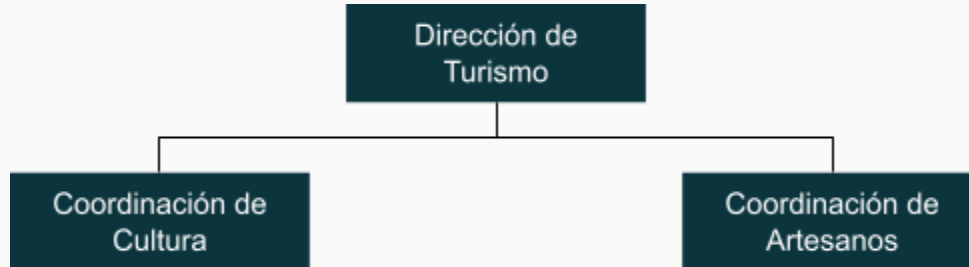 Dirección de
Turismo
Coordinación de
Cultura
Coordinación de
Artesanos